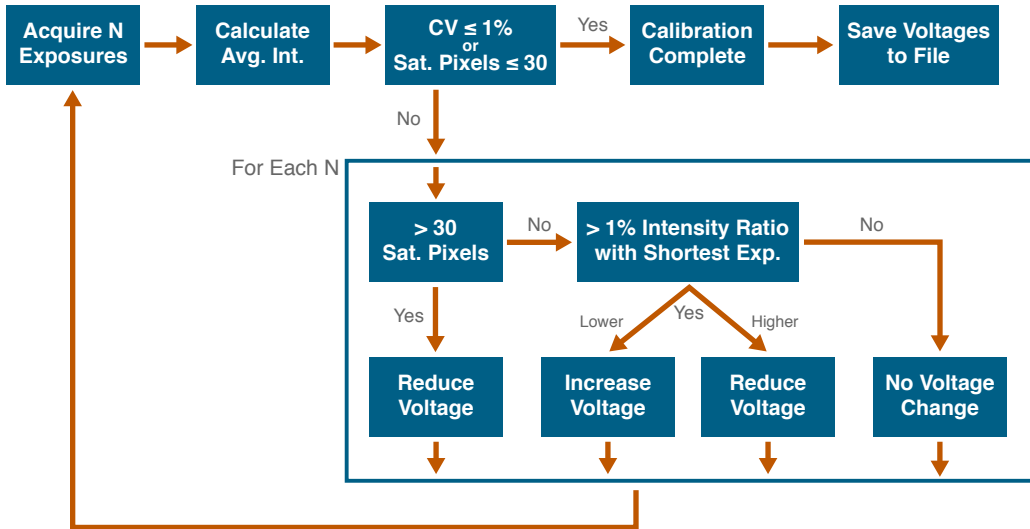 Acquire N
Exposures
Calculate
Avg. Int.
CV ≤ 1%
or
Sat. Pixels ≤ 30
Yes
Calibration
Complete
Save Voltages
to File
No
For Each N
> 30
Sat. Pixels
No
> 1% Intensity Ratio
with Shortest Exp.
No
Yes
Lower
Yes
Higher
Reduce
Voltage
Increase
Voltage
Reduce
Voltage
No Voltage
Change